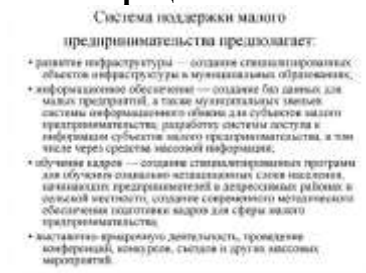 Система поддержки малого
предпринимательства предполагает:
• развитие инфраструктуры — создание специализированных
объектов инфраструктуры в муниципальных образованиях;
• информационное обеспечение — создание баз данных для
малых предприятий, а также муниципальных звеньев
системы информационного обмена для субъектов малого
предпринимательства; разработку системы доступа к
информации субъектов малого предпринимательства, в том
числе через средства массовой информации;
• обучение кадров — создание специализированных программ
для обучения социально незащищенных слоев населения,
начинающих предпринимателей в депрессивных районах и
сельской местности, создание современного методического
обеспечения подготовки кадров для сферы малого
предпринимательства;
• выставочно-ярмарочную деятельность, проведение
конференций, конкурсов, съездов и других массовых
мероприятий.